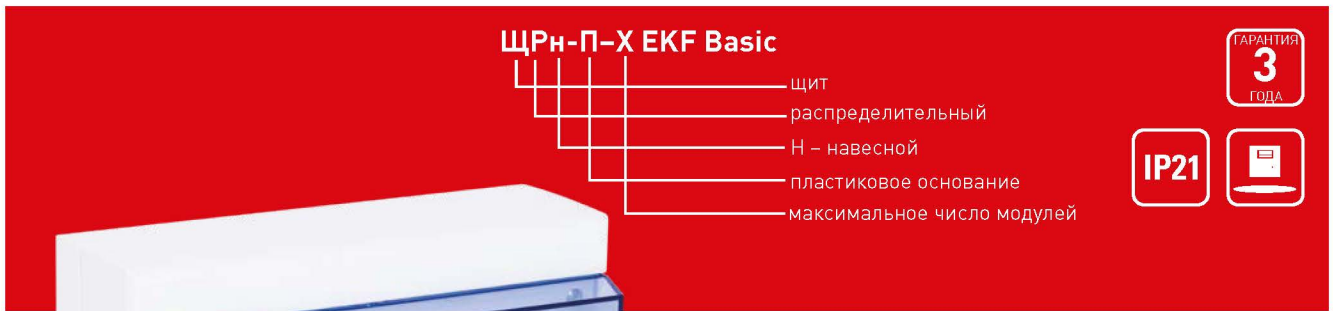 ЩРн-П–Х EKF Basic
щит
распределительный
Н – навесной
пластиковое основание
максимальное число модулей
ГАРАНТИЯ
3
ГОДА
IP21